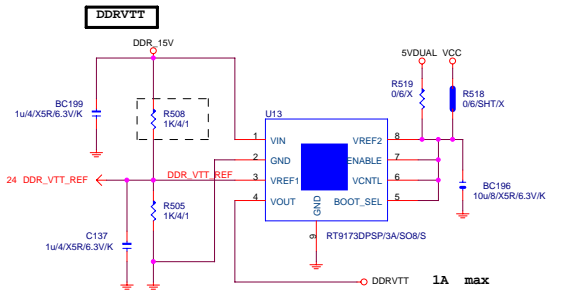 DDRVTT
DDR_15V
5VDUAL VCC
BC199
1u/4/X5R/6.3V/K
R508
1K/4/1
R519
0/6/X
R518
0/6/SHT/X
U13
1 VIN VREF2 8
2 GND ENABLE 7
24 DDR_VTT_REF DDR_VTT_REF 3 VREF1 VCNTL 6
4 VOUT BOOT_SEL 5
GND
9
BC196
10u/8/X5R/6.3V/K
R505
1K/4/1
C137
1u/4/X5R/6.3V/K
RT9173DPSP/3A/SO8/S
DDRVTT 1A max